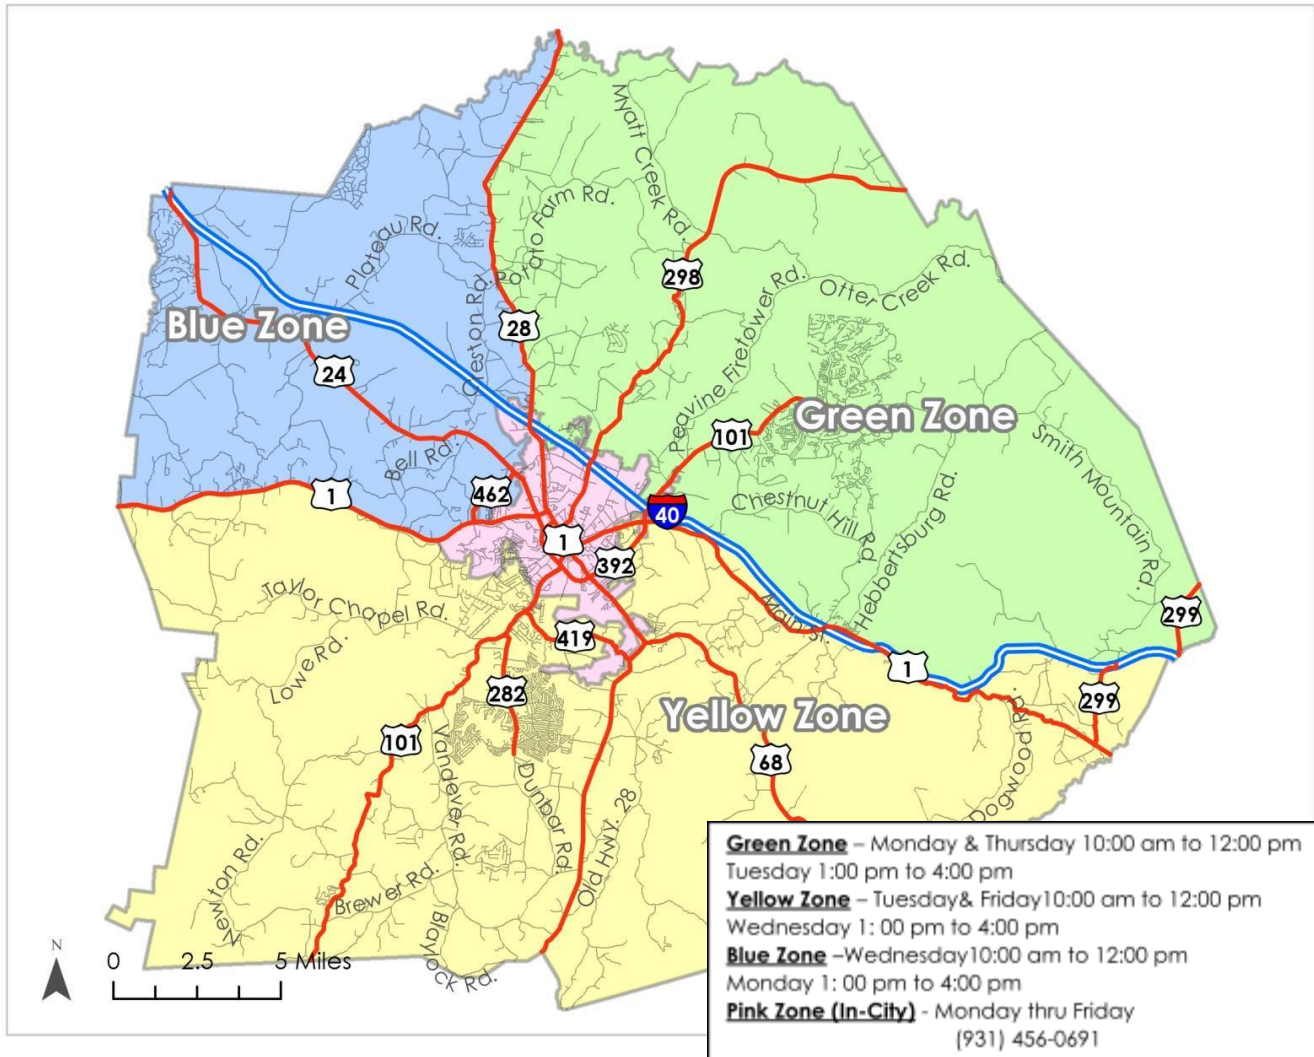 Myatt Creek Rd.
Potato Farm Rd.
Plateau Rd.
298
Otter Creek Rd.
Peavine Firetower Rd.
Creston Rd.
28
Blue Zone
24
Green Zone
101
Smith Mountain Rd.
Bell Rd.
462
1
Chestnut Hill Rd.
Hebbertsburg Rd.
40
1
392
Taylor Chapel Rd.
Main St.
299
419
Lowe Rd.
1
282
Yellow Zone
299
101
68
Vandever Rd.
Dunbar Rd.
Old Hwy. 28
Dogwood Rd.
Newton Rd.
Brewer Rd.
Blaylock Rd.
N
0 2.5 5 Miles
Green Zone – Monday & Thursday 10:00 am to 12:00 pm
Tuesday 1:00 pm to 4:00 pm
Yellow Zone – Tuesday& Friday10:00 am to 12:00 pm
Wednesday 1: 00 pm to 4:00 pm
Blue Zone –Wednesday10:00 am to 12:00 pm
Monday 1: 00 pm to 4:00 pm
Pink Zone (In-City) - Monday thru Friday
(931) 456-0691